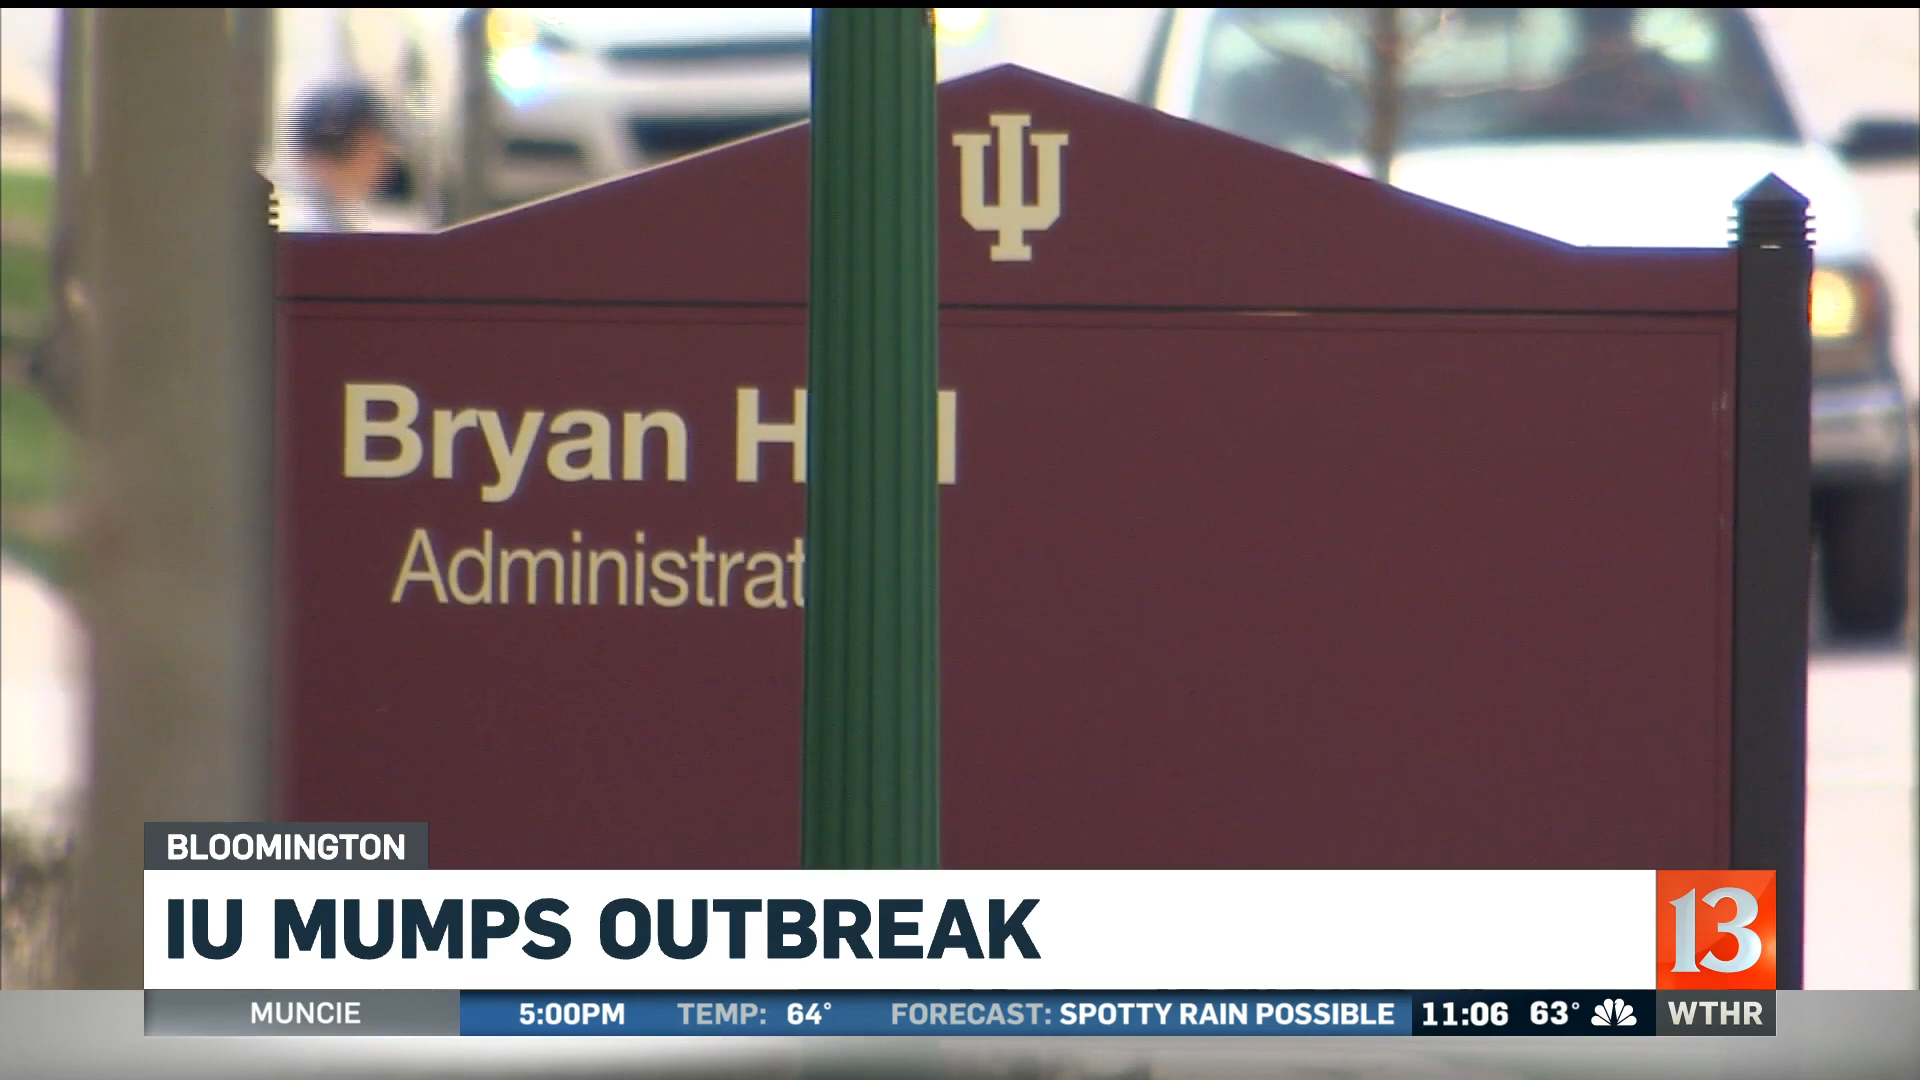 IU
Bryan H l
Administrat
BLOOMINGTON
IU MUMPS OUTBREAK
13
MUNCIE 5:00PM TEMP: 64° FORECAST: SPOTTY RAIN POSSIBLE 11:06 63° WTHR